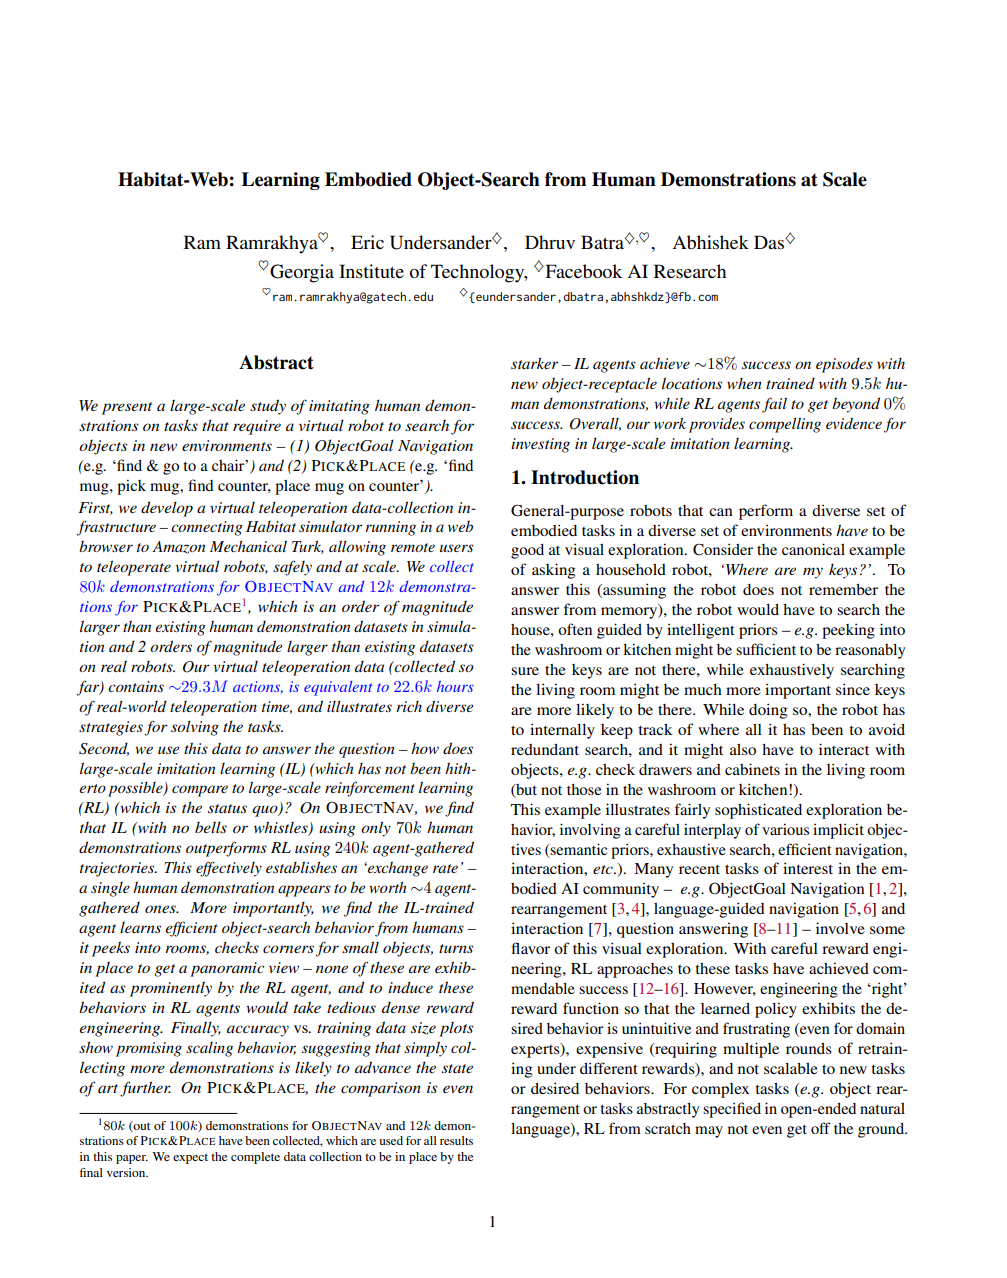 Habitat-Web: Learning Embodied Object-Search from Human Demonstrations at Scale
Ram Ramrakhya♡, Eric Undersander♢, Dhruv Batra♢,♡, Abhishek Das♢
♡Georgia Institute of Technology, ♢Facebook AI Research
♡ram.ramrakhya@gatech.edu ♢{eundersander,dbatra,abhshkdz}@fb.com
Abstract
We present a large-scale study of imitating human demon-
strations on tasks that require a virtual robot to search for
objects in new environments – (1) ObjectGoal Navigation
(e.g. ‘find & go to a chair’) and (2) PICK&PLACE (e.g. ‘find
mug, pick mug, find counter, place mug on counter’).
First, we develop a virtual teleoperation data-collection in-
frastructure – connecting Habitat simulator running in a web
browser to Amazon Mechanical Turk, allowing remote users
to teleoperate virtual robots, safely and at scale. We collect
80k demonstrations for OBJECTNAV and 12k demonstra-
tions for PICK&PLACE¹, which is an order of magnitude
larger than existing human demonstration datasets in simula-
tion and 2 orders of magnitude larger than existing datasets
on real robots. Our virtual teleoperation data (collected so
far) contains ∼29.3M actions, is equivalent to 22.6k hours
of real-world teleoperation time, and illustrates rich diverse
strategies for solving the tasks.
Second, we use this data to answer the question – how does
large-scale imitation learning (IL) (which has not been hith-
erto possible) compare to large-scale reinforcement learning
(RL) (which is the status quo)? On OBJECTNAV, we find
that IL (with no bells or whistles) using only 70k human
demonstrations outperforms RL using 240k agent-gathered
trajectories. This effectively establishes an ‘exchange rate’ –
a single human demonstration appears to be worth ∼4 agent-
gathered ones. More importantly, we find the IL-trained
agent learns efficient object-search behavior from humans –
it peeks into rooms, checks corners for small objects, turns
in place to get a panoramic view – none of these are exhib-
ited as prominently by the RL agent, and to induce these
behaviors in RL agents would take tedious dense reward
engineering. Finally, accuracy vs. training data size plots
show promising scaling behavior, suggesting that simply col-
lecting more demonstrations is likely to advance the state
of art further. On PICK&PLACE, the comparison is even
¹80k (out of 100k) demonstrations for OBJECTNAV and 12k demon-
strations of PICK&PLACE have been collected, which are used for all results
in this paper. We expect the complete data collection to be in place by the
final version.
starker – IL agents achieve ∼18% success on episodes with
new object-receptacle locations when trained with 9.5k hu-
man demonstrations, while RL agents fail to get beyond 0%
success. Overall, our work provides compelling evidence for
investing in large-scale imitation learning.
1. Introduction
General-purpose robots that can perform a diverse set of
embodied tasks in a diverse set of environments have to be
good at visual exploration. Consider the canonical example
of asking a household robot, ‘Where are my keys?’. To
answer this (assuming the robot does not remember the
answer from memory), the robot would have to search the
house, often guided by intelligent priors – e.g. peeking into
the washroom or kitchen might be sufficient to be reasonably
sure the keys are not there, while exhaustively searching
the living room might be much more important since keys
are more likely to be there. While doing so, the robot has
to internally keep track of where all it has been to avoid
redundant search, and it might also have to interact with
objects, e.g. check drawers and cabinets in the living room
(but not those in the washroom or kitchen!).
This example illustrates fairly sophisticated exploration be-
havior, involving a careful interplay of various implicit objec-
tives (semantic priors, exhaustive search, efficient navigation,
interaction, etc.). Many recent tasks of interest in the em-
bodied AI community – e.g. ObjectGoal Navigation [1,2],
rearrangement [3,4], language-guided navigation [5,6] and
interaction [7], question answering [8–11] – involve some
flavor of this visual exploration. With careful reward engi-
neering, RL approaches to these tasks have achieved com-
mendable success [12–16]. However, engineering the ‘right’
reward function so that the learned policy exhibits the de-
sired behavior is unintuitive and frustrating (even for domain
experts), expensive (requiring multiple rounds of retrain-
ing under different rewards), and not scalable to new tasks
or desired behaviors. For complex tasks (e.g. object rear-
rangement or tasks abstractly specified in open-ended natural
language), RL from scratch may not even get off the ground.
1